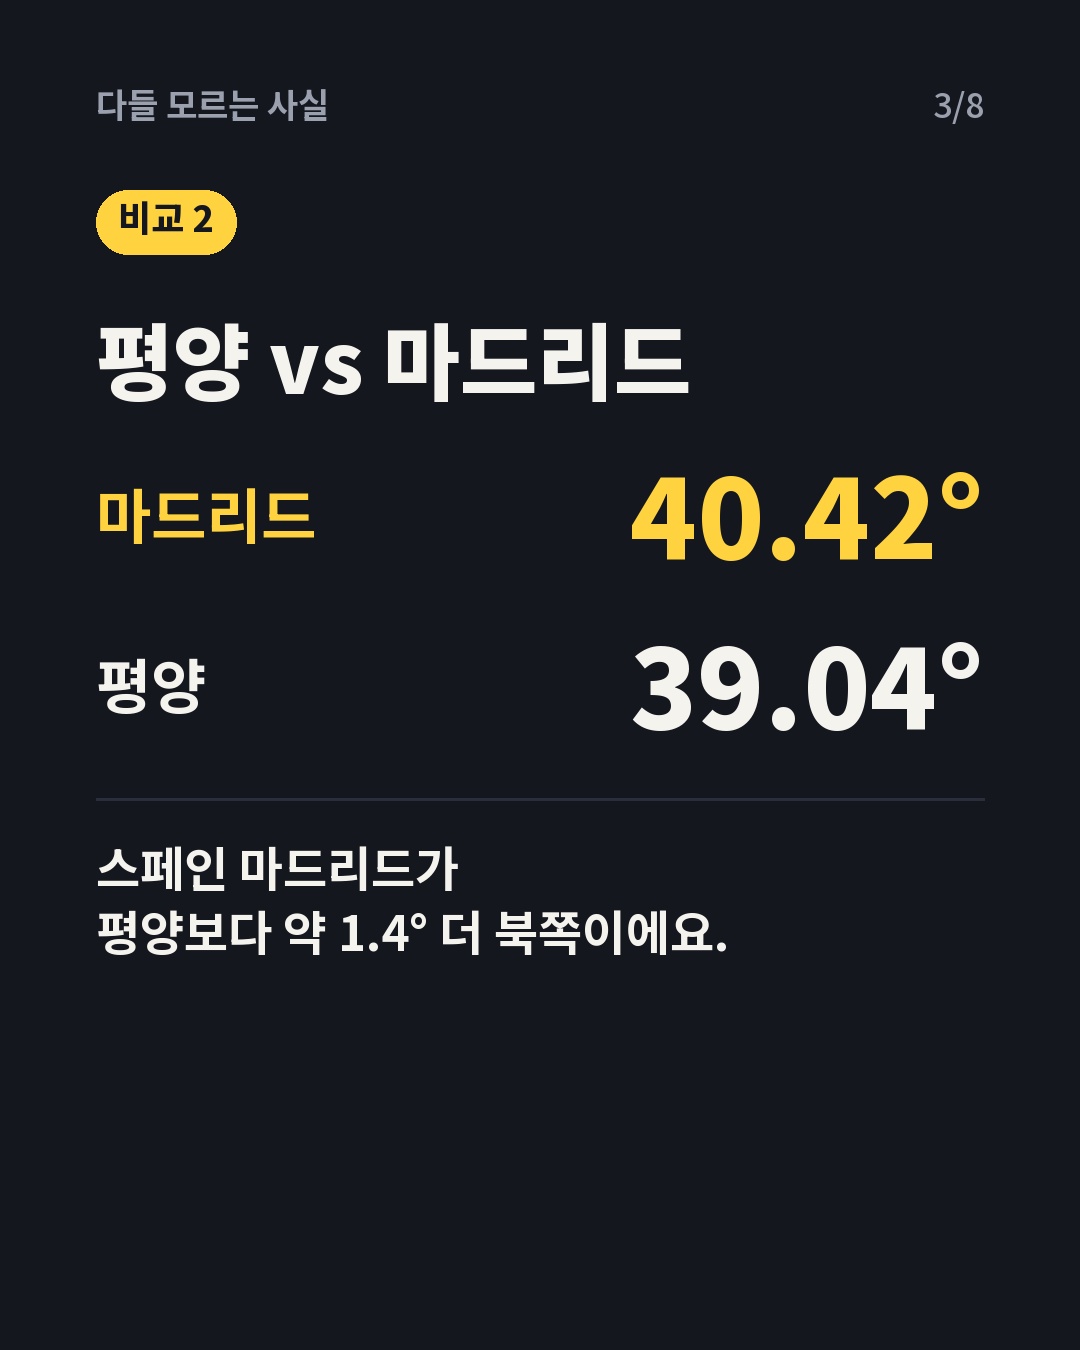 다들 모르는 사실
3/8
비교 2
평양 vs 마드리드
마드리드 40.42°
평양 39.04°
스페인 마드리드가
평양보다 약 1.4° 더 북쪽이에요.